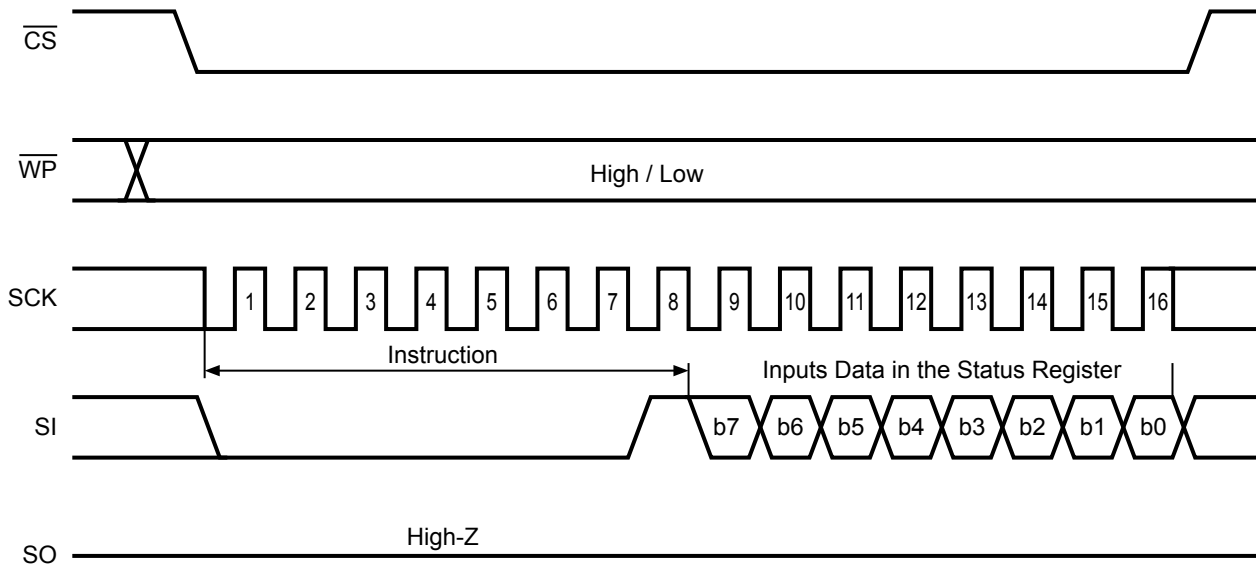 CS
WP
High / Low
SCK
1 2 3 4 5 6 7 8 9 10 11 12 13 14 15 16
Instruction
Inputs Data in the Status Register
SI
b7 b6 b5 b4 b3 b2 b1 b0
High-Z
SO